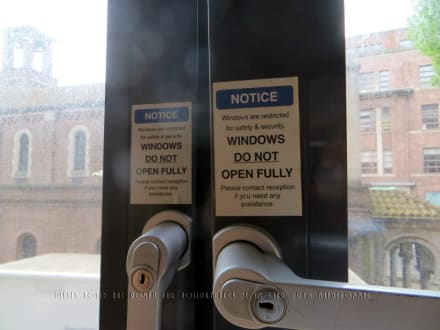 NOTICE
Windows are restricted
for safety & security.
WINDOWS
DO NOT
OPEN FULLY
Please contact reception
if you need any
assistance.
NOTICE
Windows are restricted
for safety & security.
WINDOWS
DO NOT
OPEN FULLY
Please contact reception
if you need any
assistance.